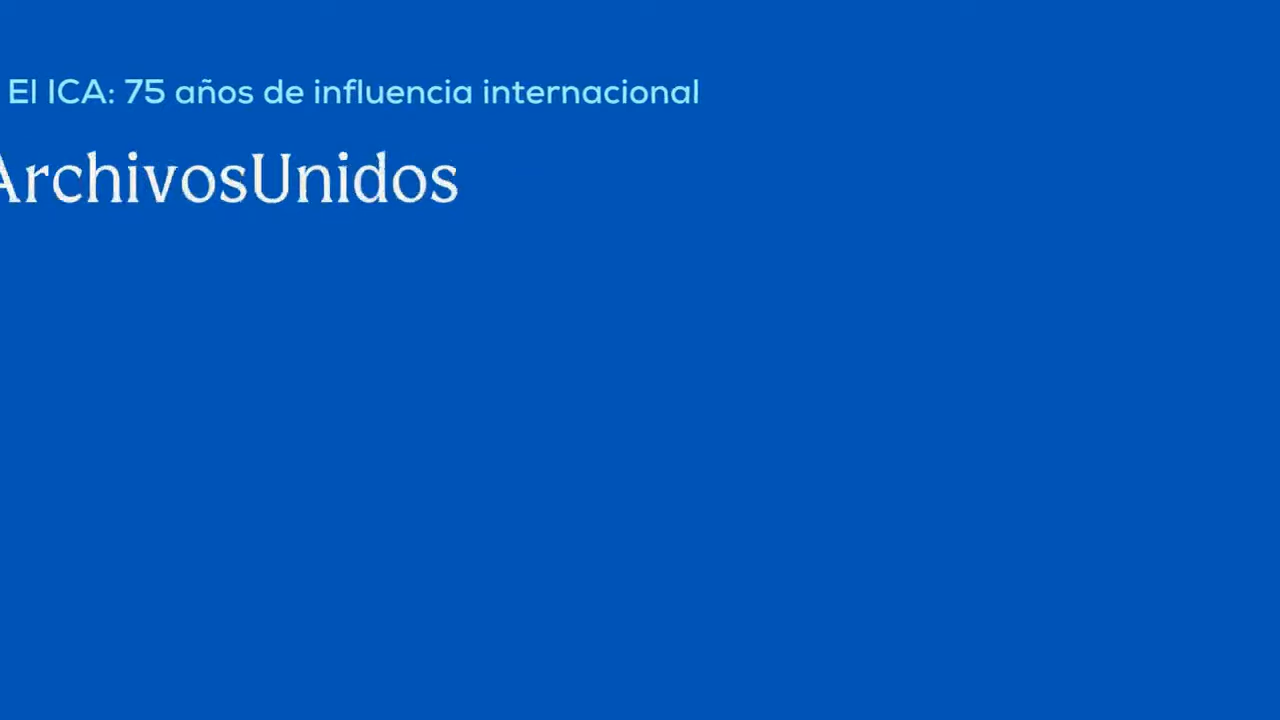 El ICA: 75 años de influencia internacional
ArchivosUnidos